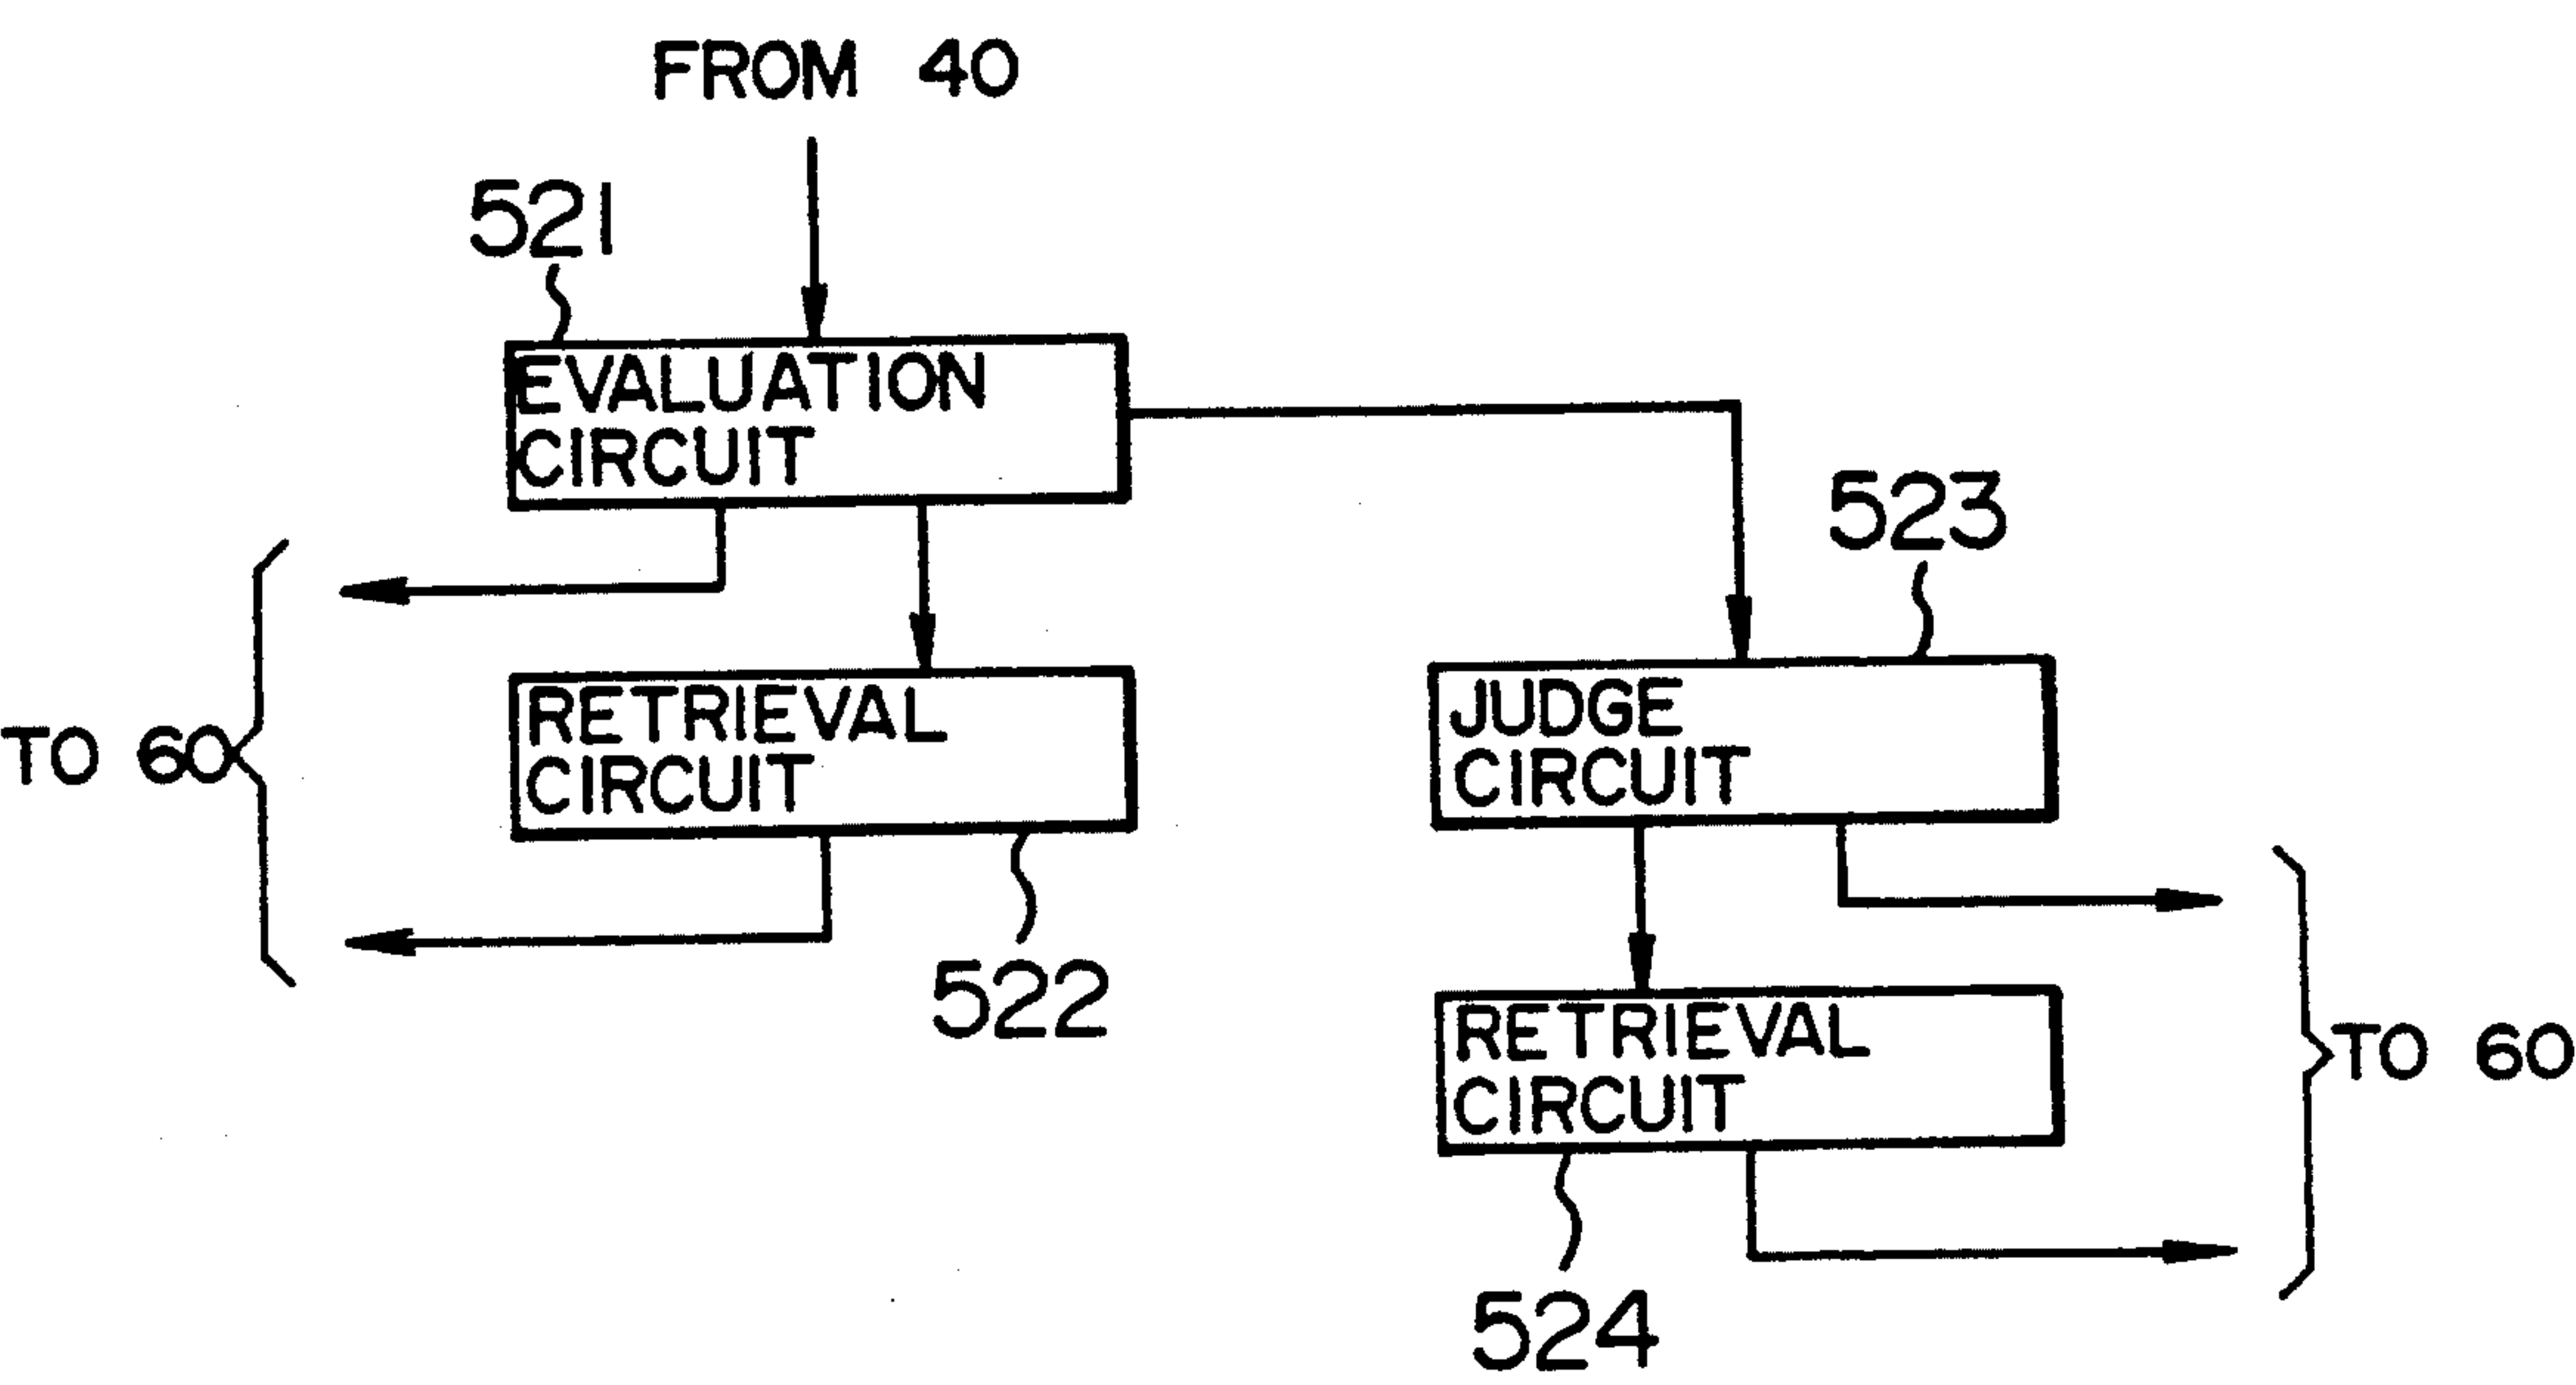 FROM 40
521
EVALUATION
CIRCUIT
523
TO 60
RETRIEVAL
CIRCUIT
JUDGE
CIRCUIT
522
RETRIEVAL
CIRCUIT
TO 60
524